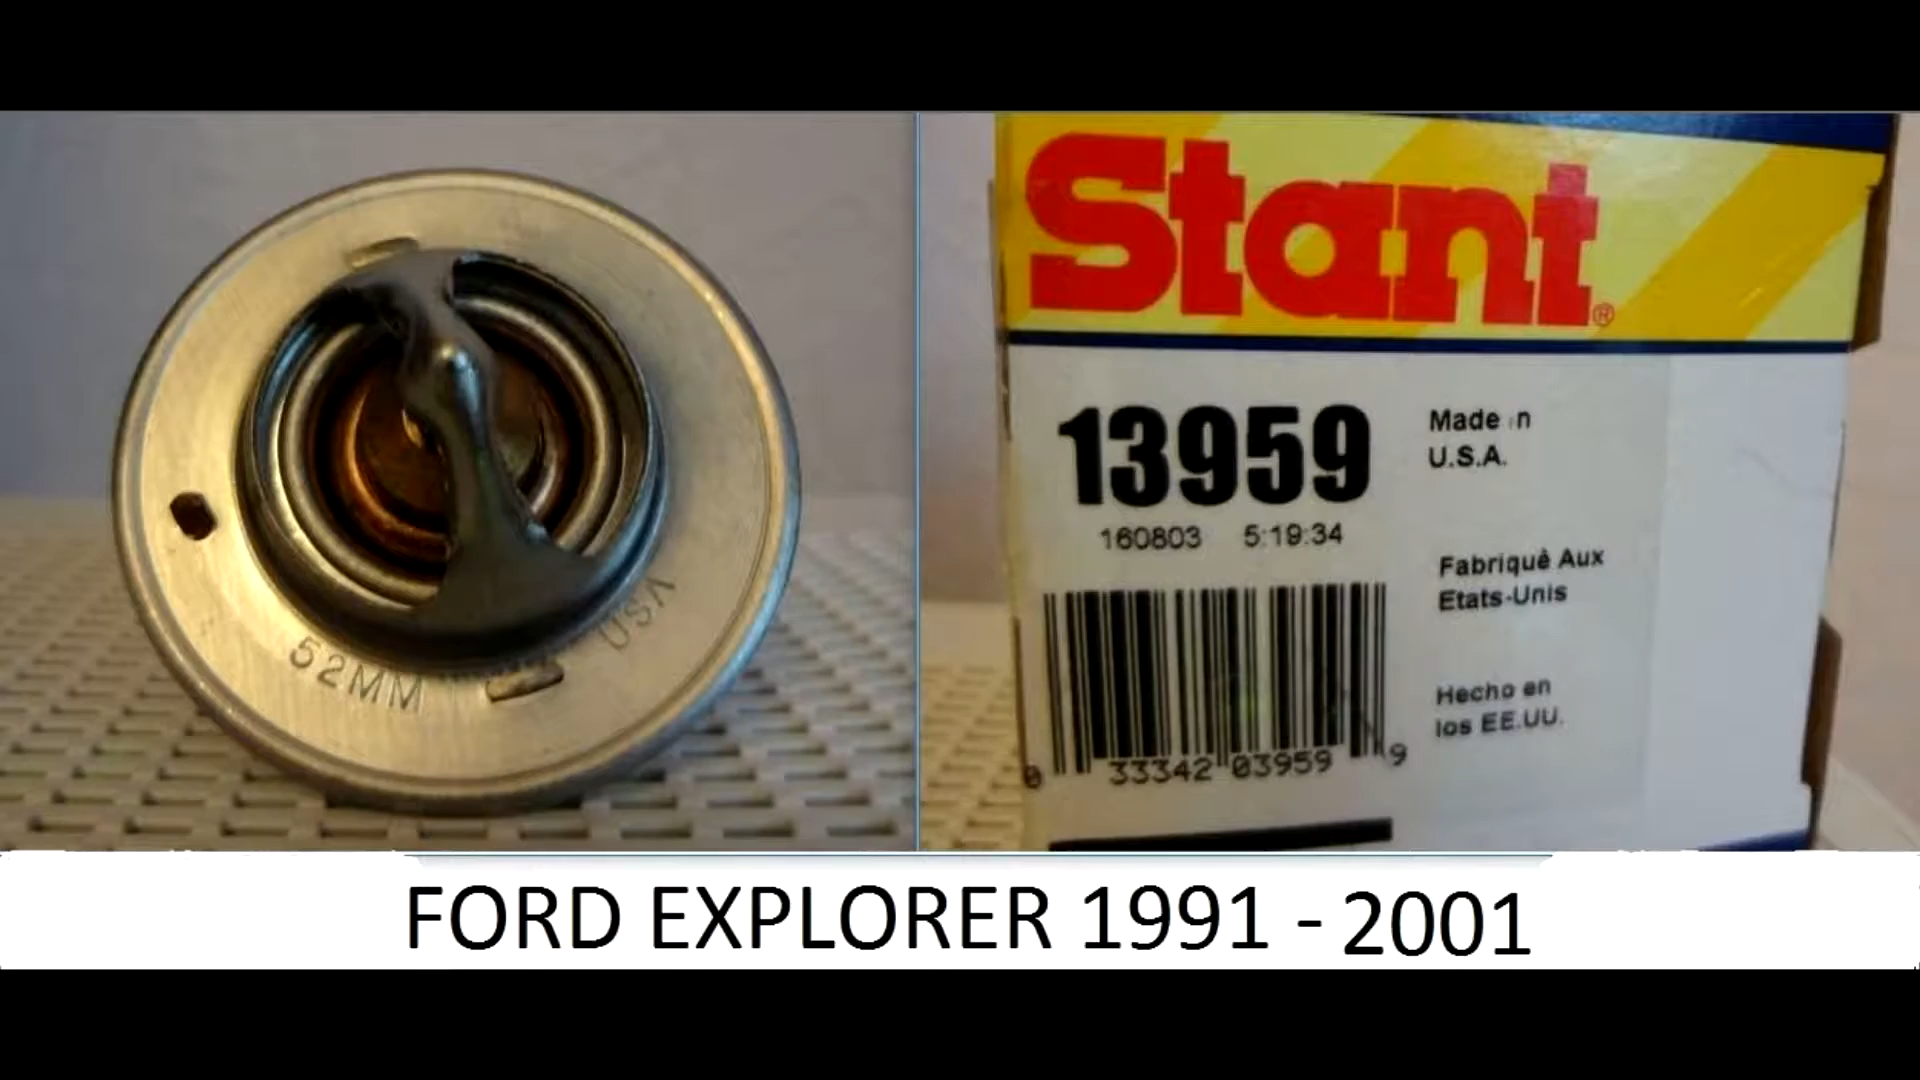 52MM USA
Stant®
13959
160803 5:19:34
Made in
U.S.A.
Fabriquê Aux
Etats-Unis
Hecho en
los EE.UU.
0 33342 03959 9
FORD EXPLORER 1991 - 2001